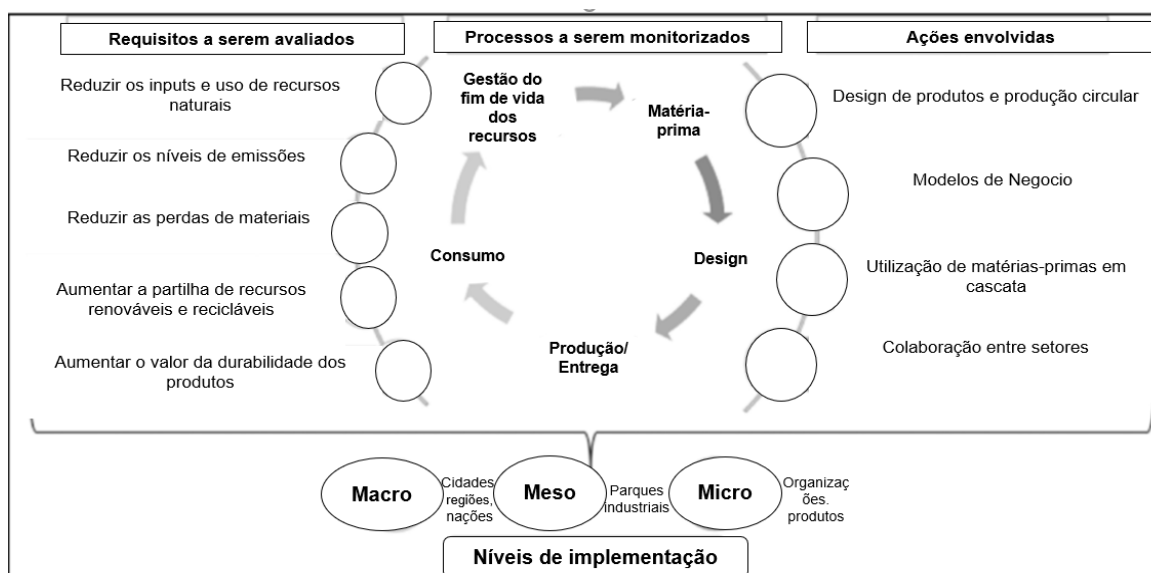 Requisitos a serem avaliados
Processos a serem monitorizados
Ações envolvidas
Reduzir os inputs e uso de recursos
naturais
Reduzir os níveis de emissões
Reduzir as perdas de materiais
Aumentar a partilha de recursos
renováveis e recicláveis
Aumentar o valor da durabilidade dos
produtos
Gestão do
fim de vida
dos
recursos
Matéria-
prima
Design
Produção/
Entrega
Consumo
Design de produtos e produção circular
Modelos de Negocio
Utilização de matérias-primas em
cascata
Colaboração entre setores
Macro
Cidades
regiões,
nações
Meso
Parques
Industriais
Micro
Organizaç
ões.
produtos
Níveis de implementação